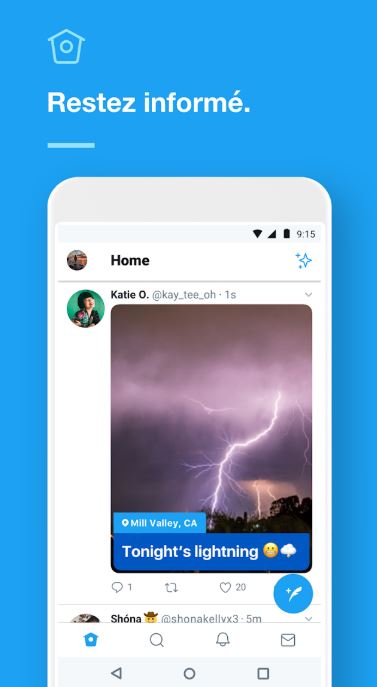 Restez informé.
9:15
Home
Katie O. @kay_tee_oh · 1s
Mill Valley, CA
Tonight's lightning 😬🌩
1
20
Shóna 🤠 @shonakellyx3 · 5m